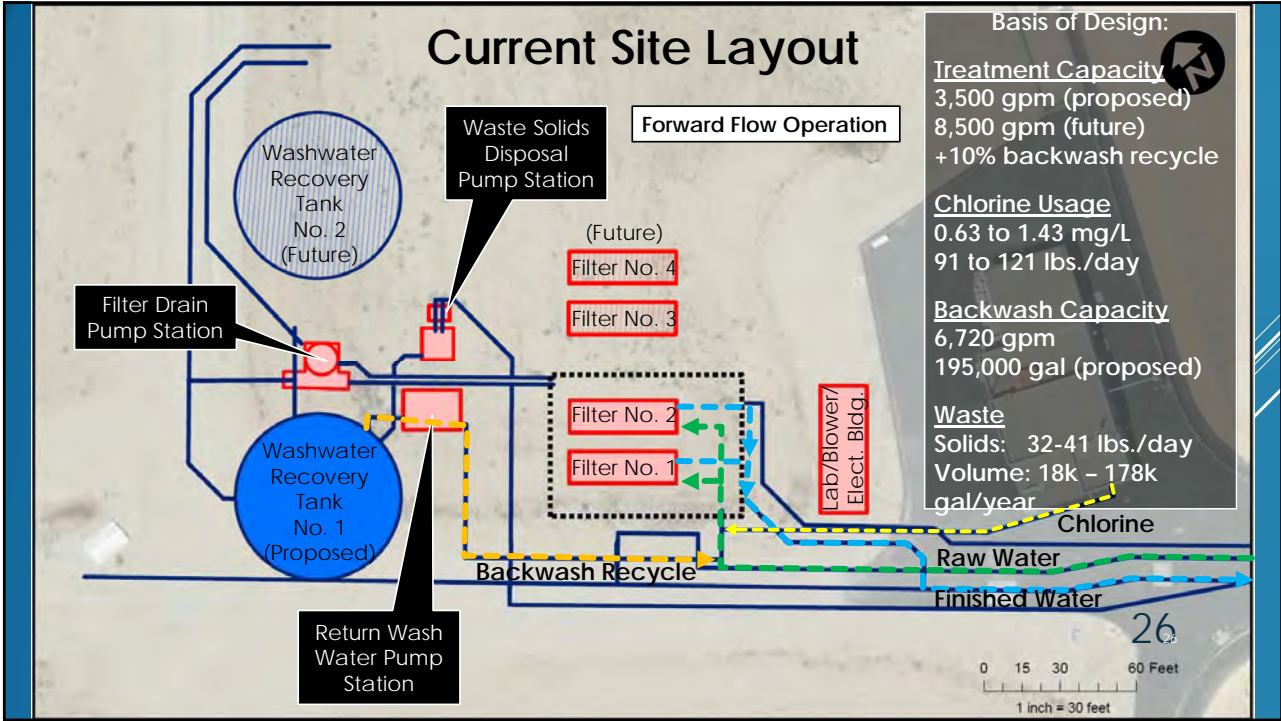 Current Site Layout
Forward Flow Operation
Basis of Design:
N
Treatment Capacity
3,500 gpm (proposed)
8,500 gpm (future)
+10% backwash recycle
Chlorine Usage
0.63 to 1.43 mg/L
91 to 121 lbs./day
Backwash Capacity
6,720 gpm
195,000 gal (proposed)
Waste
Solids: 32-41 lbs./day
Volume: 18k – 178k
gal/year
Washwater
Recovery
Tank
No. 2
(Future)
Waste Solids
Disposal
Pump Station
Filter Drain
Pump Station
(Future)
Filter No. 4
Filter No. 3
Filter No. 2
Filter No. 1
Lab/Blower/
Elect. Bldg.
Washwater
Recovery
Tank
No. 1
(Proposed)
Chlorine
Raw Water
Backwash Recycle
Finished Water
Return Wash
Water Pump
Station
26
26
0 15 30 60 Feet
1 inch = 30 feet